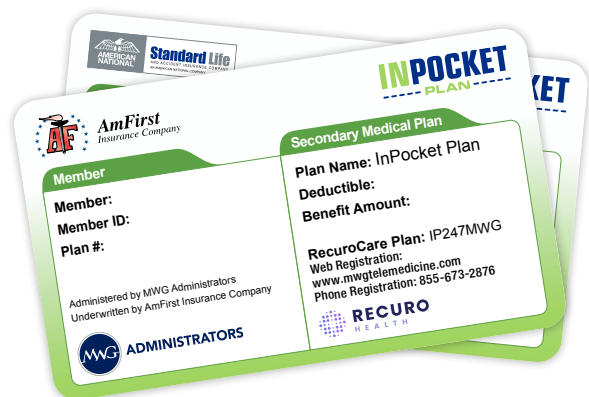 AMERICAN
NATIONAL
Standard Life
AND ACCIDENT INSURANCE COMPANY
AN AMERICAN NATIONAL COMPANY
INPOCKET
PLAN
KET
AF
AmFirst
Insurance Company
Member
Member:
Member ID:
Plan #:
Administered by MWG Administrators
Underwritten by AmFirst Insurance Company
MWG ADMINISTRATORS
Secondary Medical Plan
Plan Name: InPocket Plan
Deductible:
Benefit Amount:
RecuroCare Plan: IP247MWG
Web Registration:
www.mwgtelemedicine.com
Phone Registration: 855-673-2876
RECURO
HEALTH